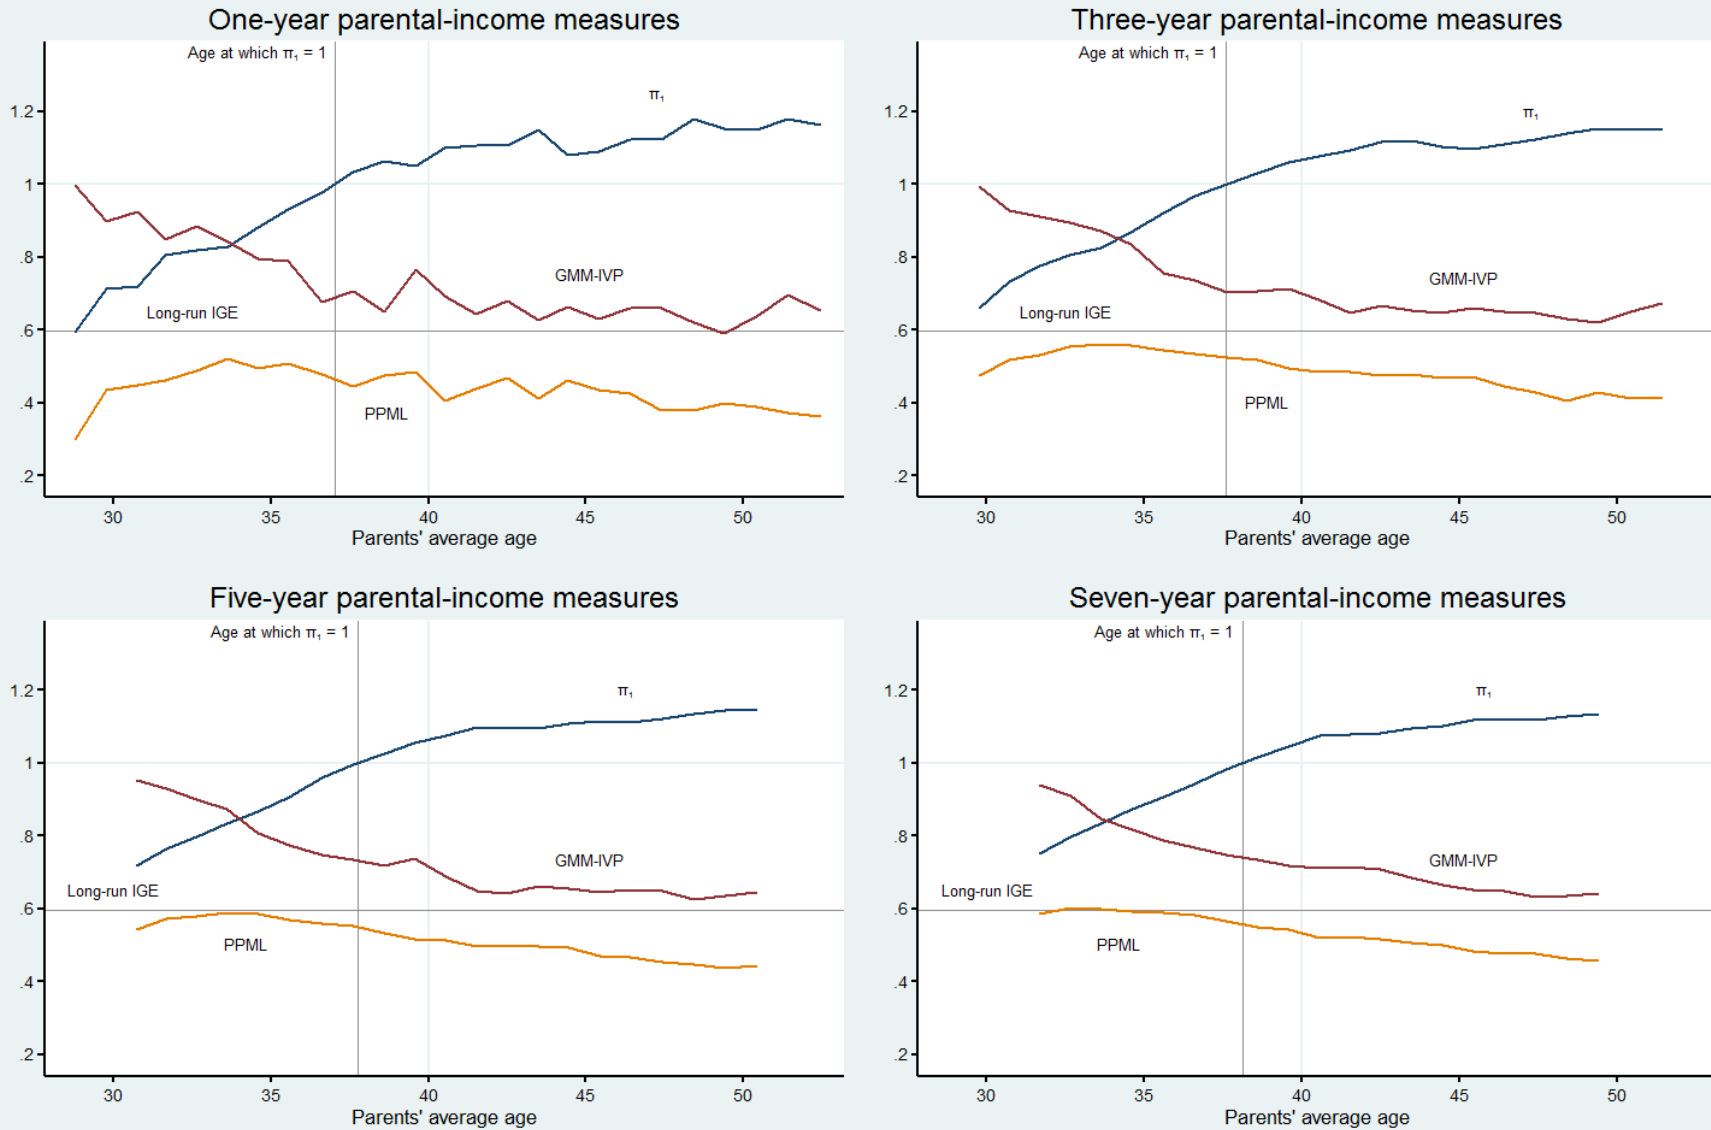 One-year parental-income measures
Age at which π₁ = 1
π₁
1.2
1
.8
.6
.4
.2
GMM-IVP
Long-run IGE
PPML
30 35 40 45 50
Parents' average age
Three-year parental-income measures
Age at which π₁ = 1
π₁
1.2
1
.8
.6
.4
.2
GMM-IVP
Long-run IGE
PPML
30 35 40 45 50
Parents' average age
Five-year parental-income measures
Age at which π₁ = 1
π₁
1.2
1
.8
.6
.4
.2
GMM-IVP
Long-run IGE
PPML
30 35 40 45 50
Parents' average age
Seven-year parental-income measures
Age at which π₁ = 1
π₁
1.2
1
.8
.6
.4
.2
GMM-IVP
Long-run IGE
PPML
30 35 40 45 50
Parents' average age